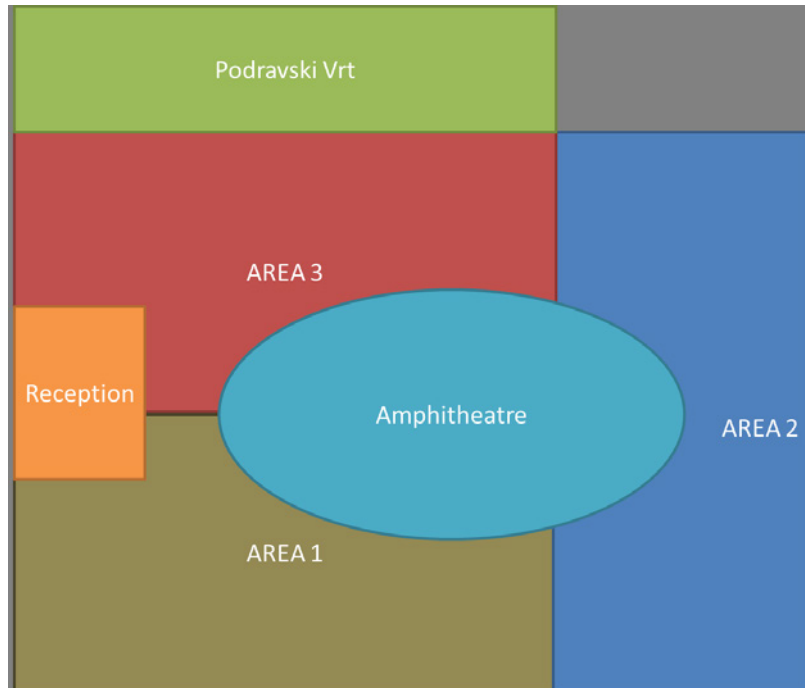 Podravski Vrt
AREA 3
Reception
Amphitheatre
AREA 2
AREA 1